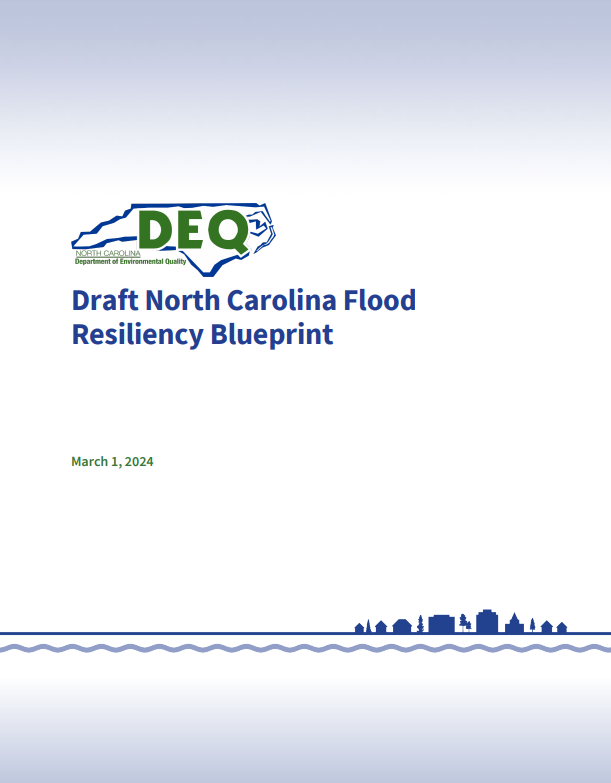 DEQ
NORTH CAROLINA
Department of Environmental Quality
Draft North Carolina Flood
Resiliency Blueprint
March 1, 2024